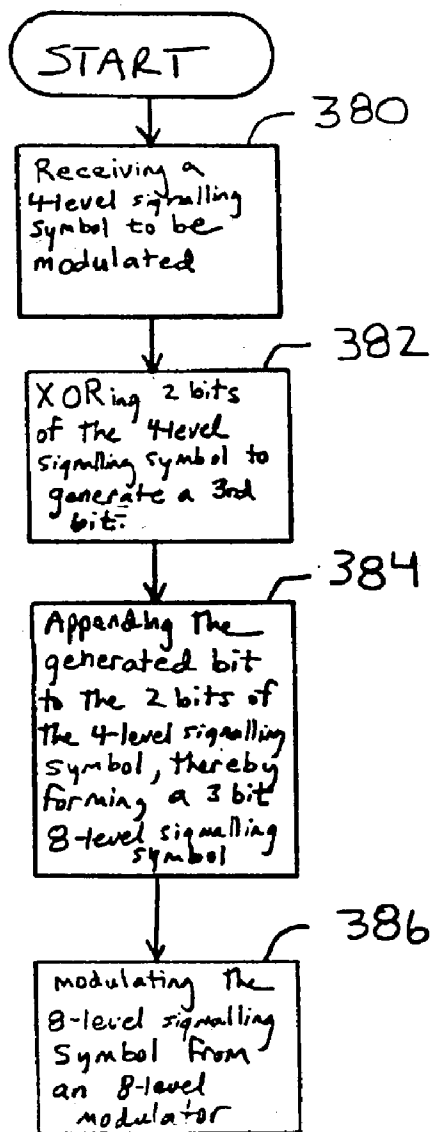 START
380
Receiving a
4-level signalling
symbol to be
modulated
382
XORing 2 bits
of the 4-level
signalling symbol to
generate a 3rd
bit.
384
Appending the
generated bit
to the 2 bits of
the 4-level signalling
symbol, thereby
forming a 3 bit
8-level signalling
symbol
386
modulating the
8-level signalling
symbol from
an 8-level
modulator